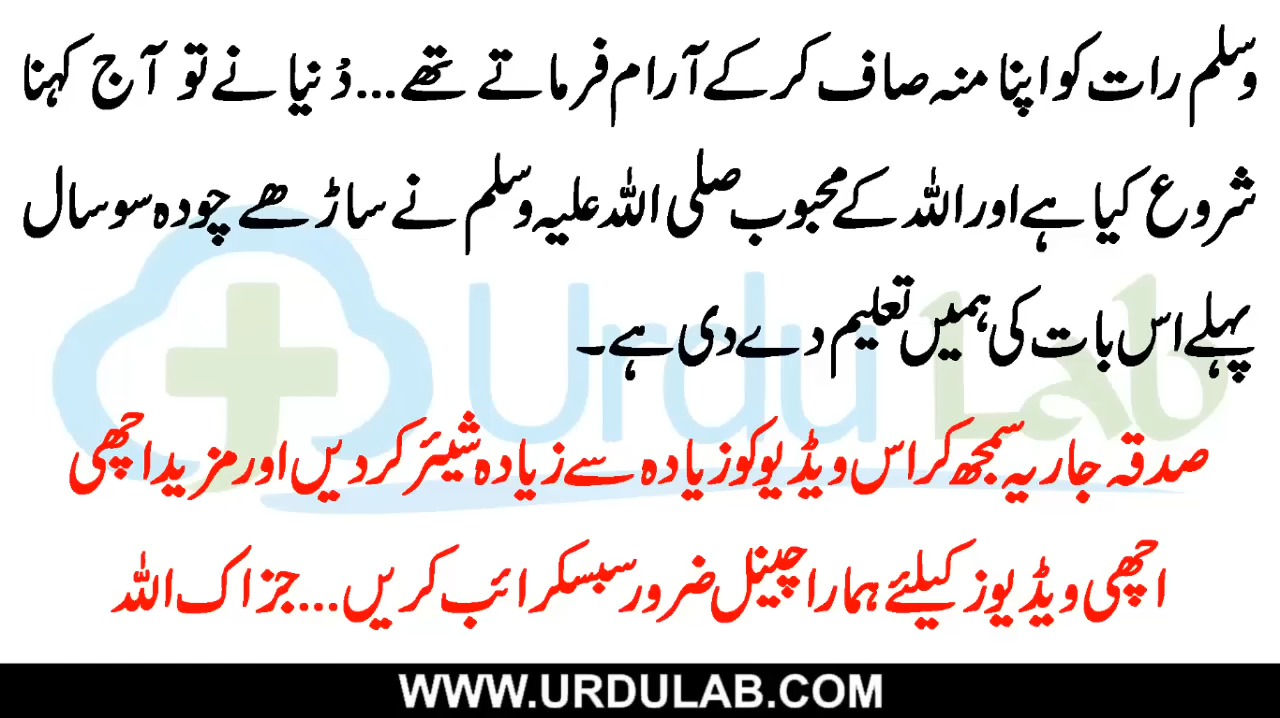 وسلم رات کو اپنا منہ صاف کر کے آرام فرماتے تھے...دُنیا نے تو آج کہنا
شروع کیا ہے اور اللہ کے محبوب صلی اللہ علیہ وسلم نے ساڑھے چودہ سو سال
پہلے اس بات کی ہمیں تعلیم دے دی ہے۔
صدقہ جاریہ سمجھ کر اس ویڈیو کو زیادہ سے زیادہ شیئر کر دیں اور مزید اچھی
اچھی ویڈیوز کیلئے ہمارا چینل ضرور سبسکرائب کریں...جزاک اللہ
Urdu Lab
WWW.URDULAB.COM